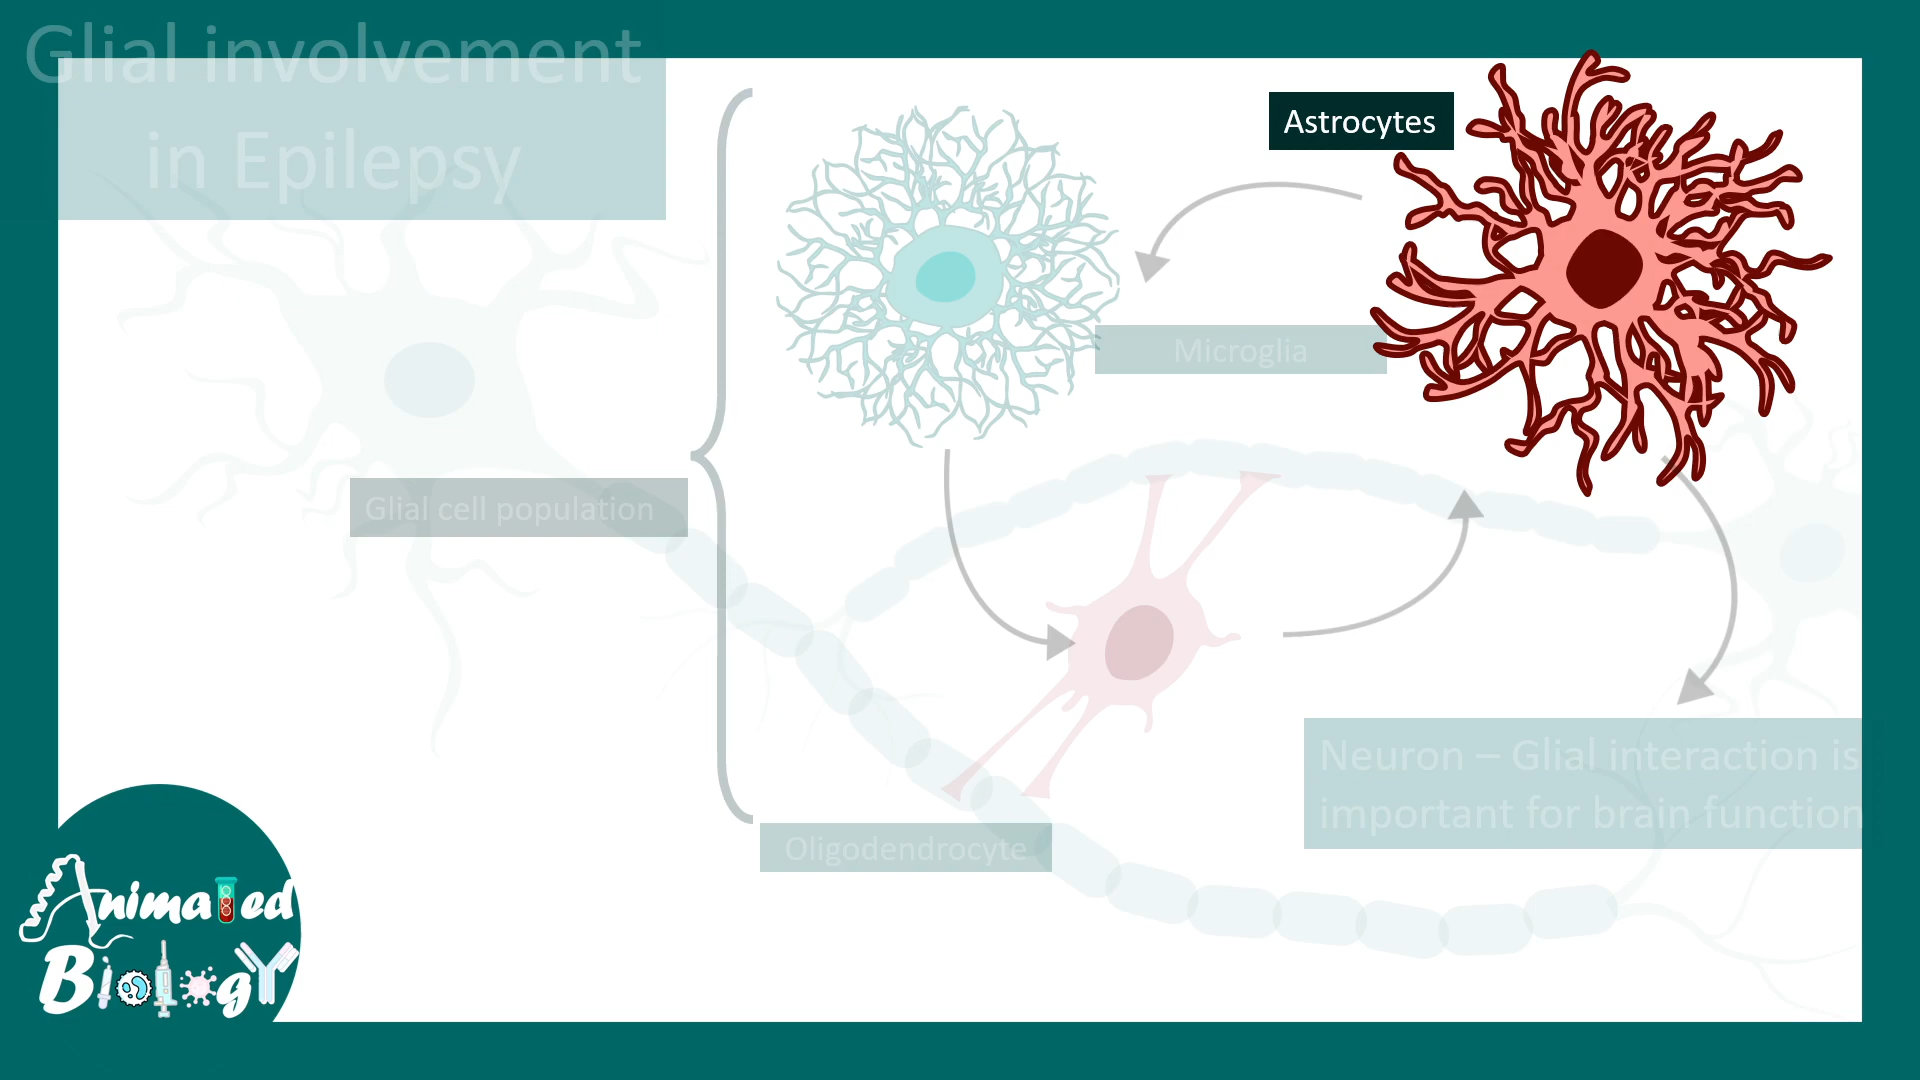 Glial involvement
in Epilepsy
Astrocytes
Microglia
Glial cell population
Neuron – Glial interaction is
important for brain function
Oligodendrocyte
Animated
Biology